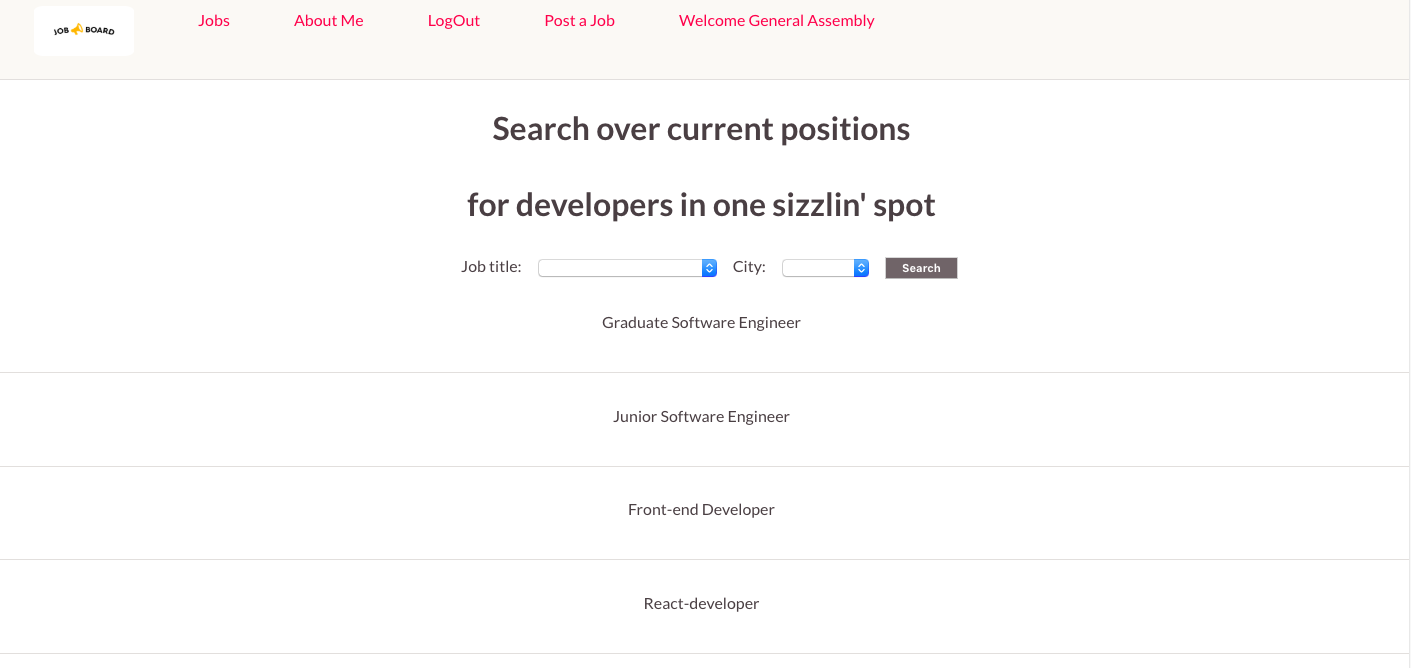 JOB BOARD
Jobs About Me LogOut Post a Job Welcome General Assembly
Search over current positions
for developers in one sizzlin' spot
Job title: City: Search
Graduate Software Engineer
Junior Software Engineer
Front-end Developer
React-developer